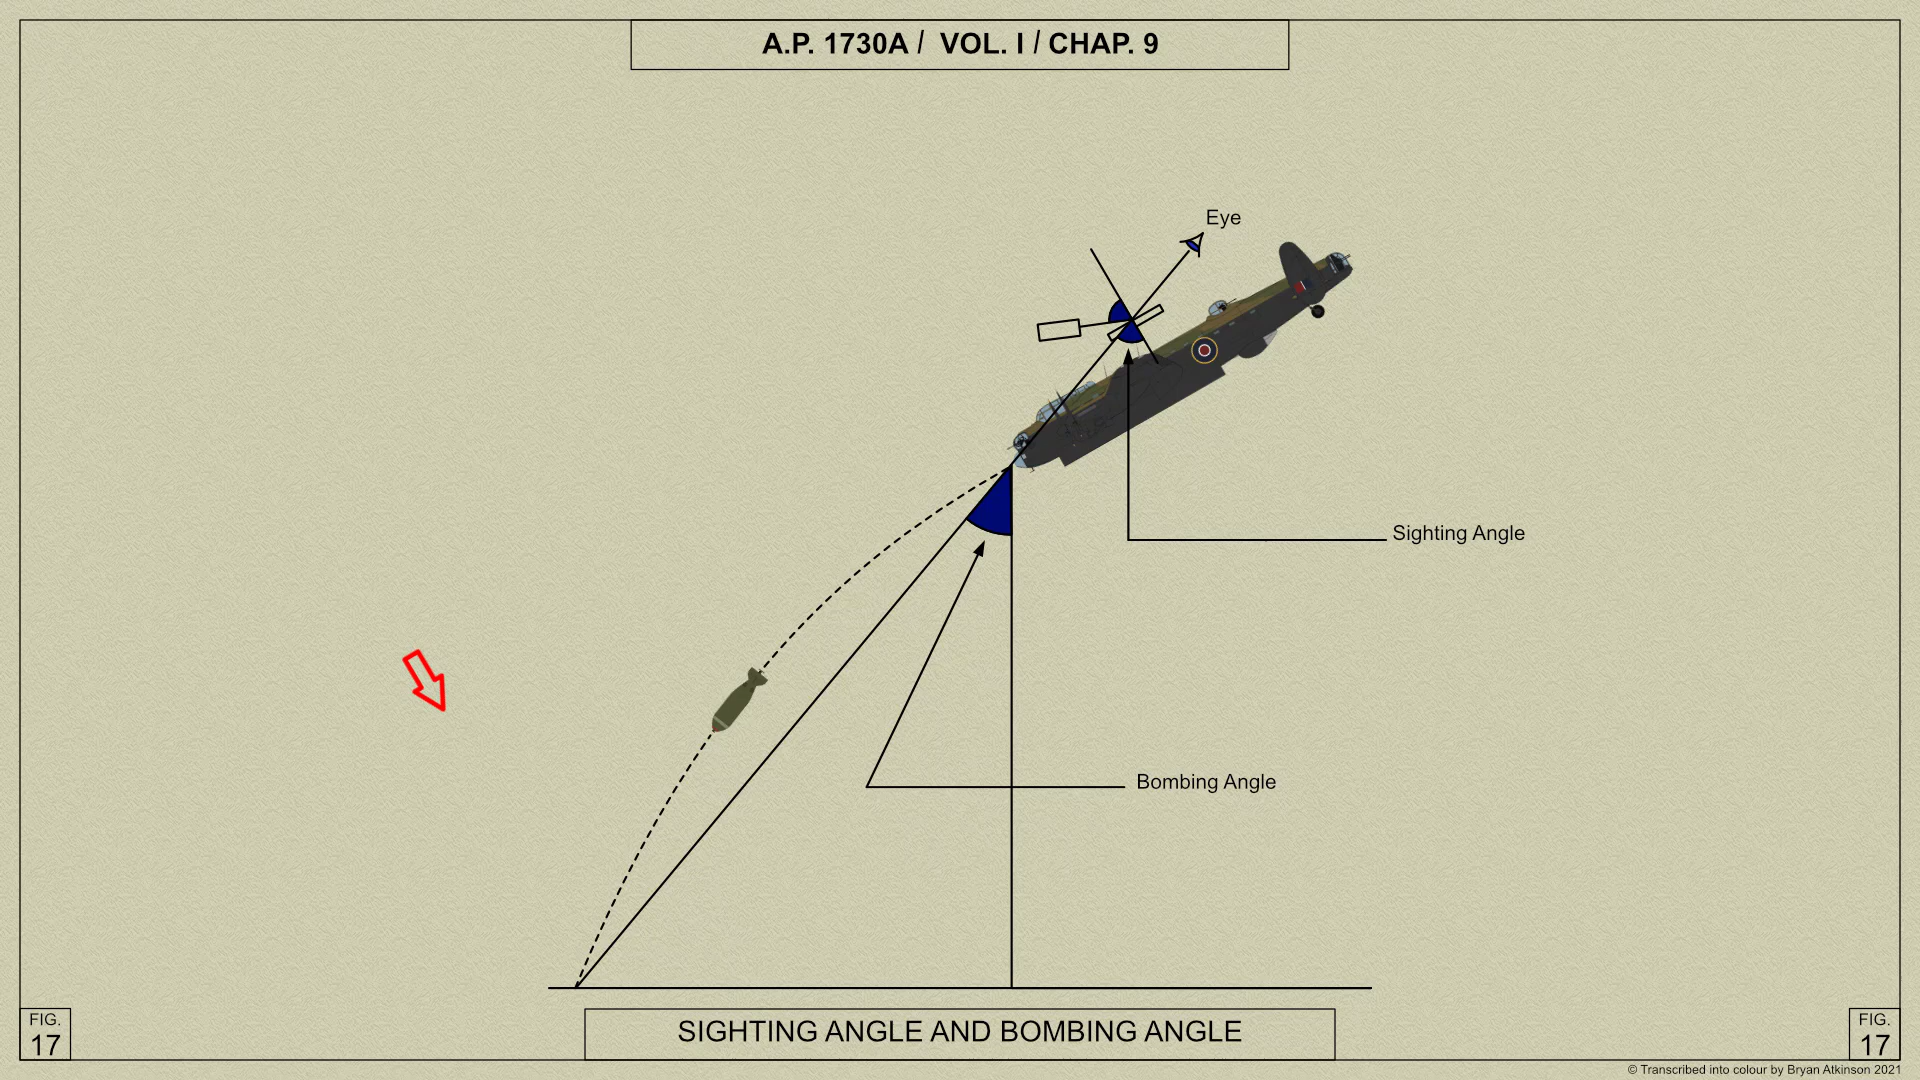 A.P. 1730A / VOL. I / CHAP. 9
Eye
Sighting Angle
Bombing Angle
FIG.
17
SIGHTING ANGLE AND BOMBING ANGLE
FIG.
17
© Transcribed into colour by Bryan Atkinson 2021